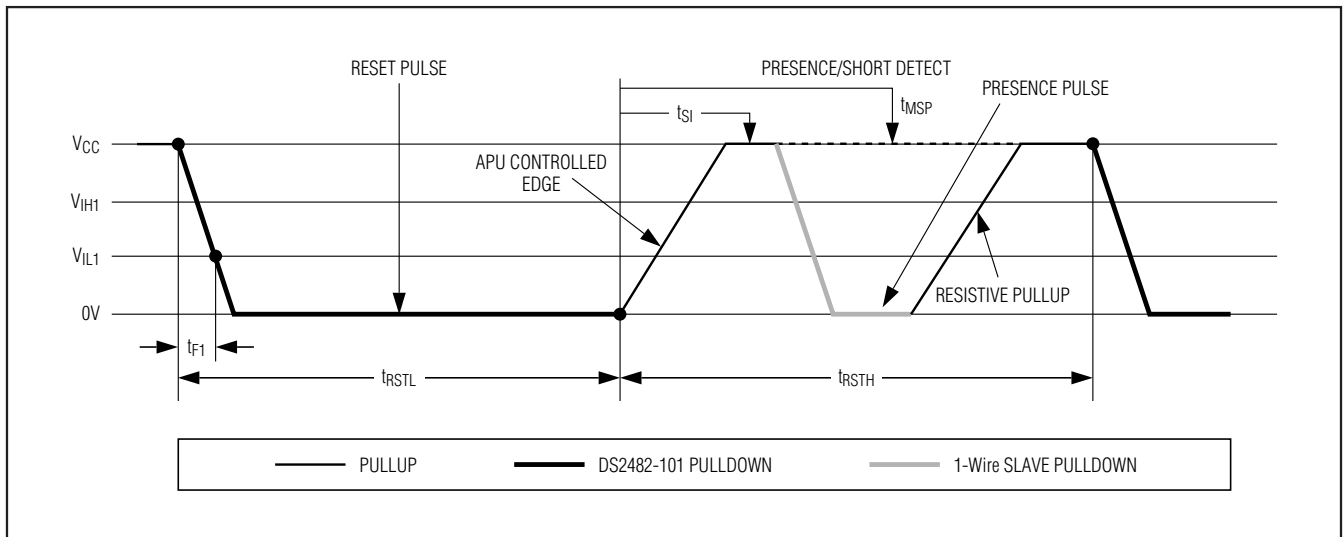 RESET PULSE
PRESENCE/SHORT DETECT
PRESENCE PULSE
tMSP
tSI
VCC
APU CONTROLLED
EDGE
VIH1
VIL1
RESISTIVE PULLUP
0V
tF1
tRSTL
tRSTH
PULLUP
DS2482-101 PULLDOWN
1-Wire SLAVE PULLDOWN